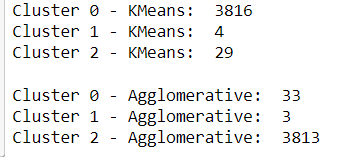 Cluster 0 - KMeans:  3816
Cluster 1 - KMeans:  4
Cluster 2 - KMeans:  29
Cluster 0 - Agglomerative:  33
Cluster 1 - Agglomerative:  3
Cluster 2 - Agglomerative:  3813